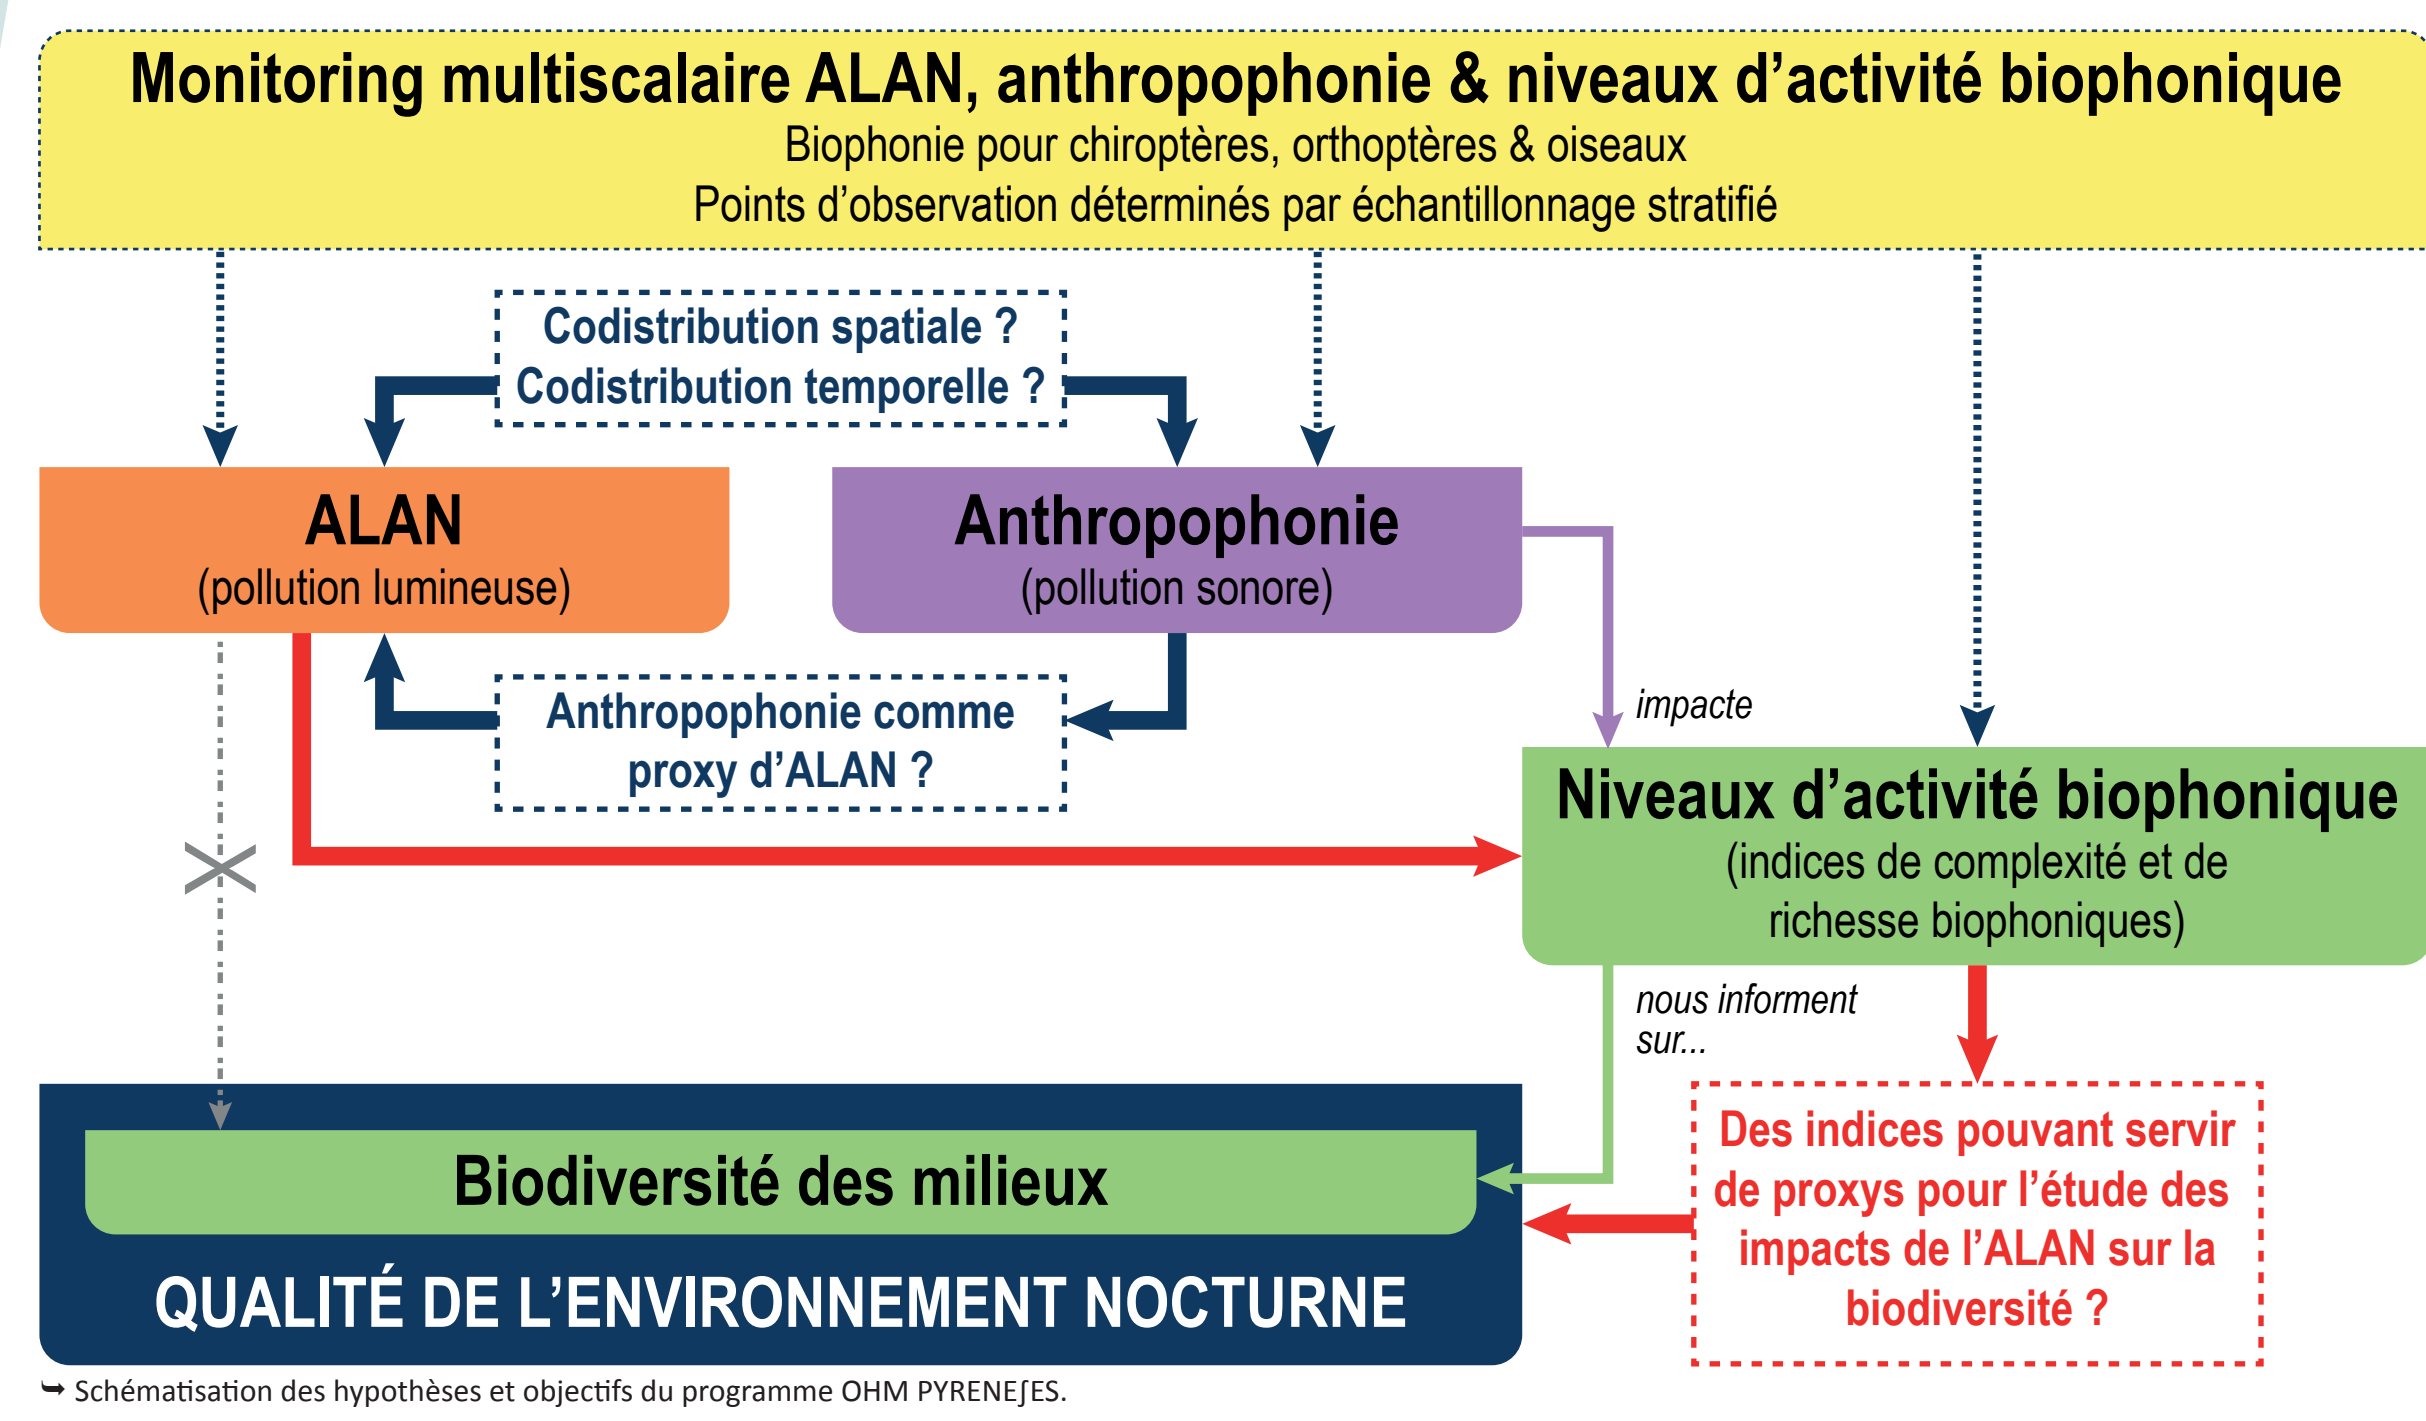 Monitoring multiscalaire ALAN, anthropophonie & niveaux d’activité biophonique
Biophonie pour chiroptères, orthoptères & oiseaux
Points d’observation déterminés par échantillonnage stratifié
Codistribution spatiale ?
Codistribution temporelle ?
ALAN
(pollution lumineuse)
Anthropophonie
(pollution sonore)
Anthropophonie comme
proxy d’ALAN ?
impacte
Niveaux d’activité biophonique
(indices de complexité et de
richesse biophoniques)
nous informent
sur...
Des indices pouvant servir
de proxys pour l’étude des
impacts de l’ALAN sur la
biodiversité ?
Biodiversité des milieux
QUALITÉ DE L’ENVIRONNEMENT NOCTURNE
➥ Schématisation des hypothèses et objectifs du programme OHM PYRENE∫ES.